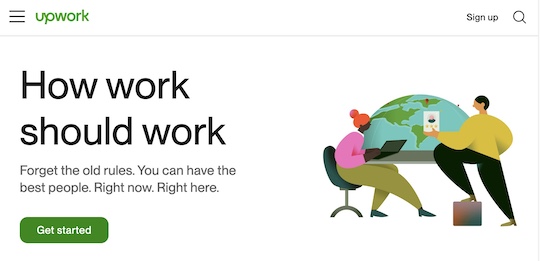 upwork
Sign up
How work
should work
Forget the old rules. You can have the
best people. Right now. Right here.
Get started